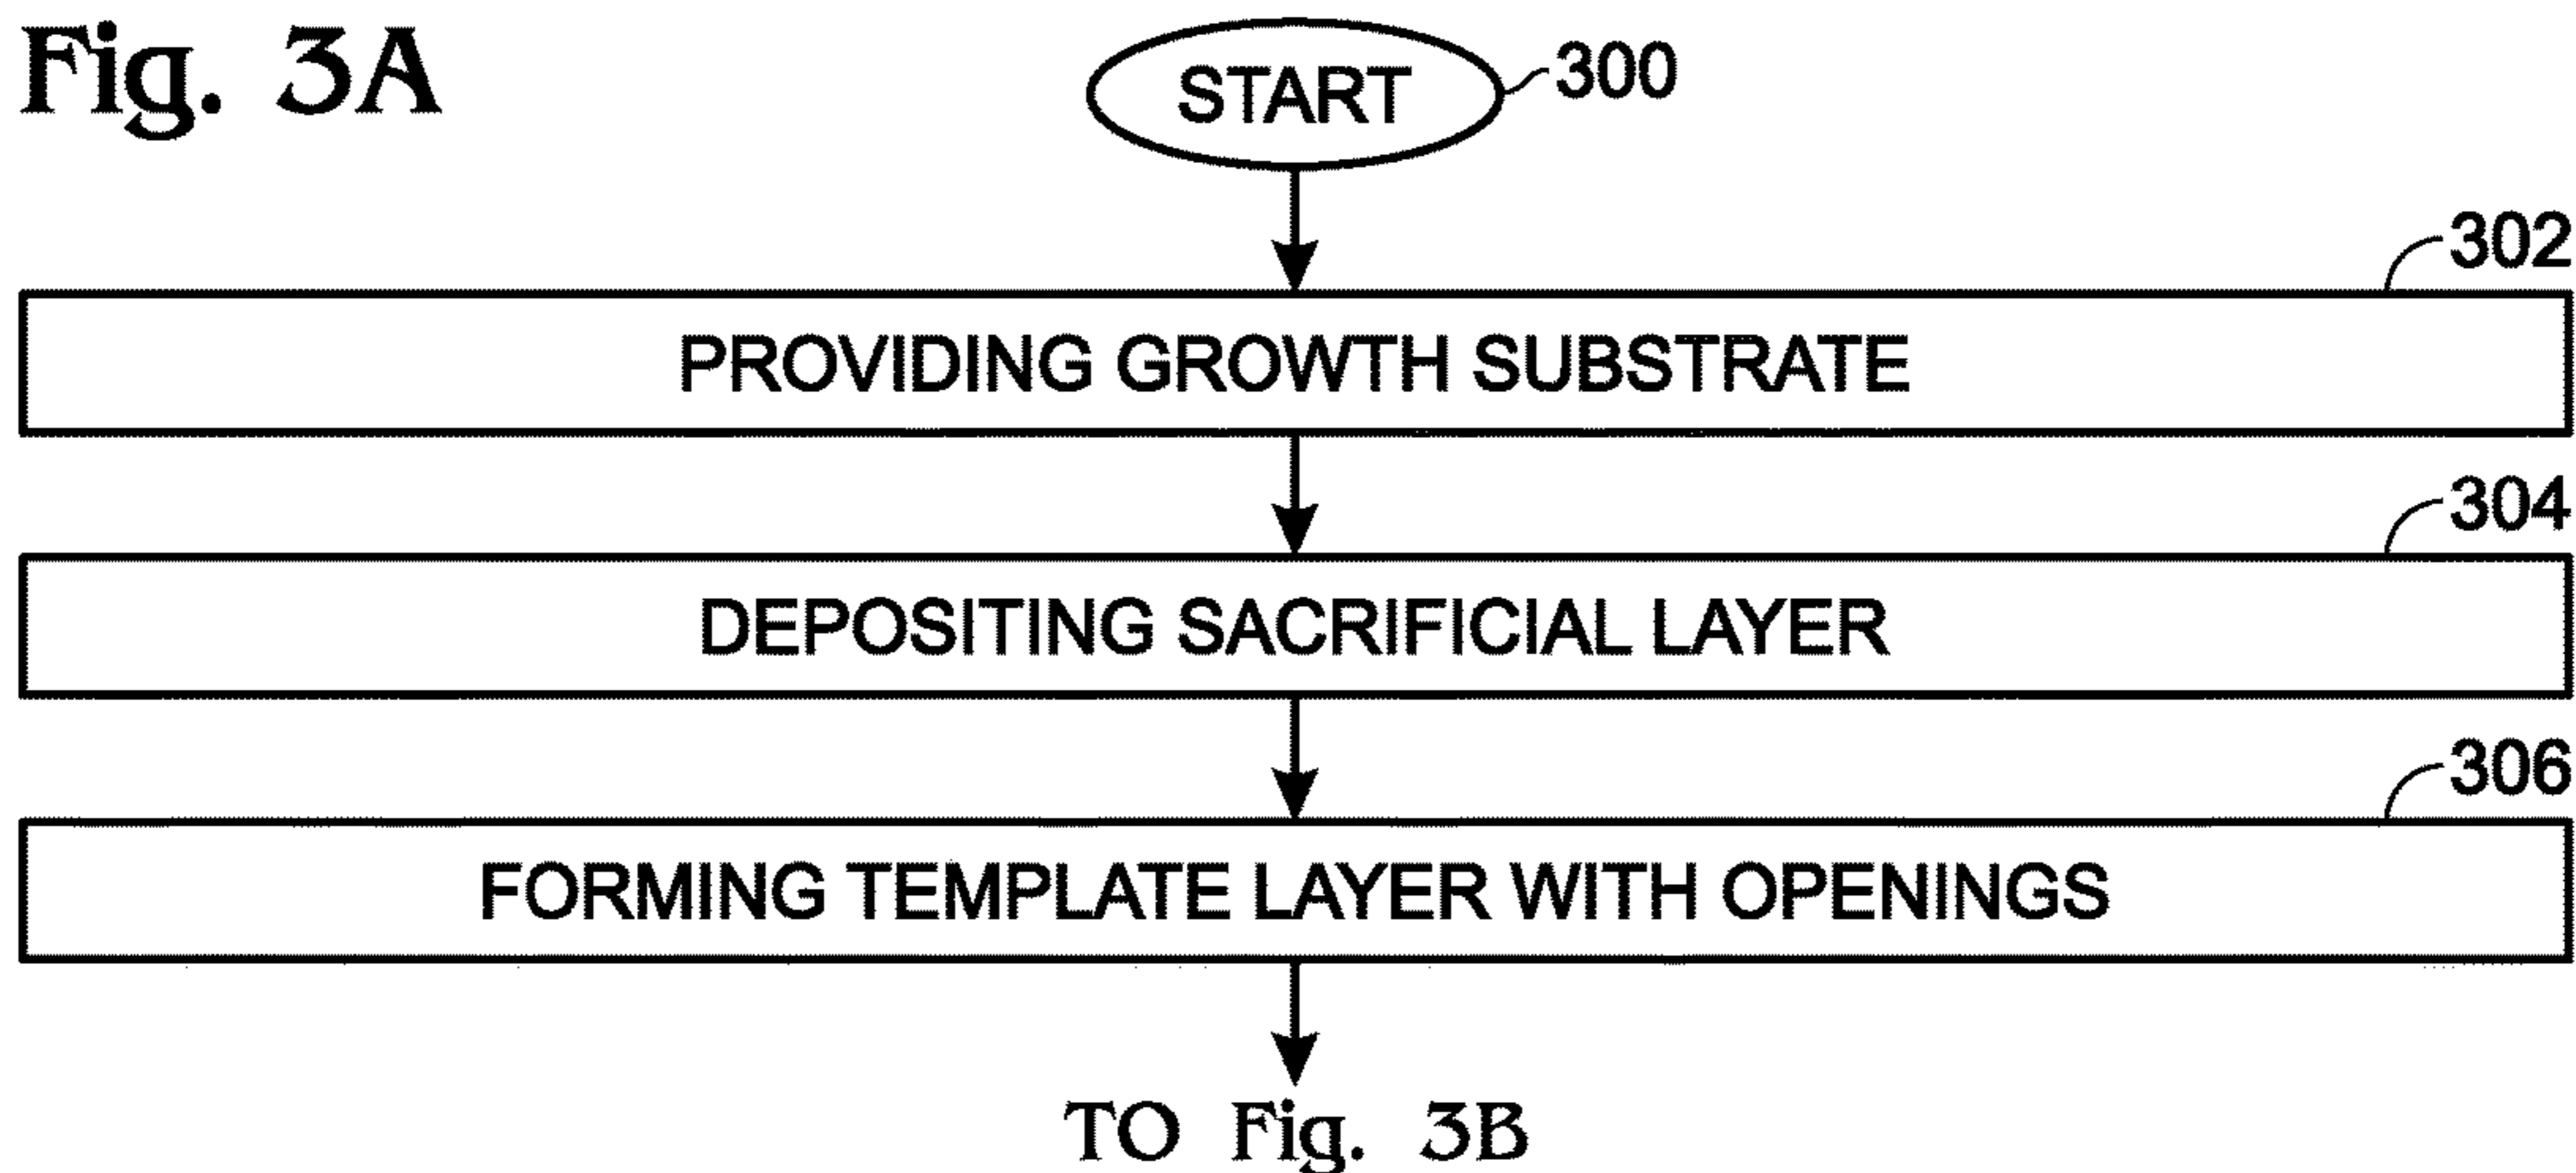 Fig. 3A
START
300
302
PROVIDING GROWTH SUBSTRATE
304
DEPOSITING SACRIFICIAL LAYER
306
FORMING TEMPLATE LAYER WITH OPENINGS
TO Fig. 3B